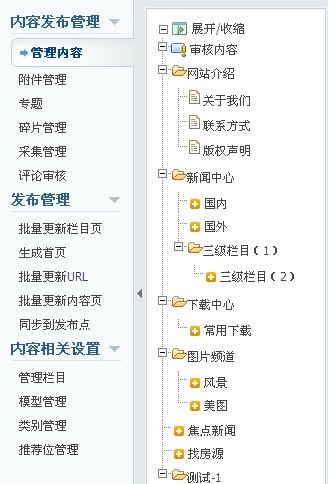 内容发布管理
管理内容
附件管理
专题
碎片管理
采集管理
评论审核
发布管理
批量更新栏目页
生成首页
批量更新URL
批量更新内容页
同步到发布点
内容相关设置
管理栏目
模型管理
类别管理
推荐位管理
展开/收缩
审核内容
网站介绍
关于我们
联系方式
版权声明
新闻中心
国内
国外
三级栏目（1）
三级栏目（2）
下载中心
常用下载
图片频道
风景
美图
焦点新闻
找房源
测试-1